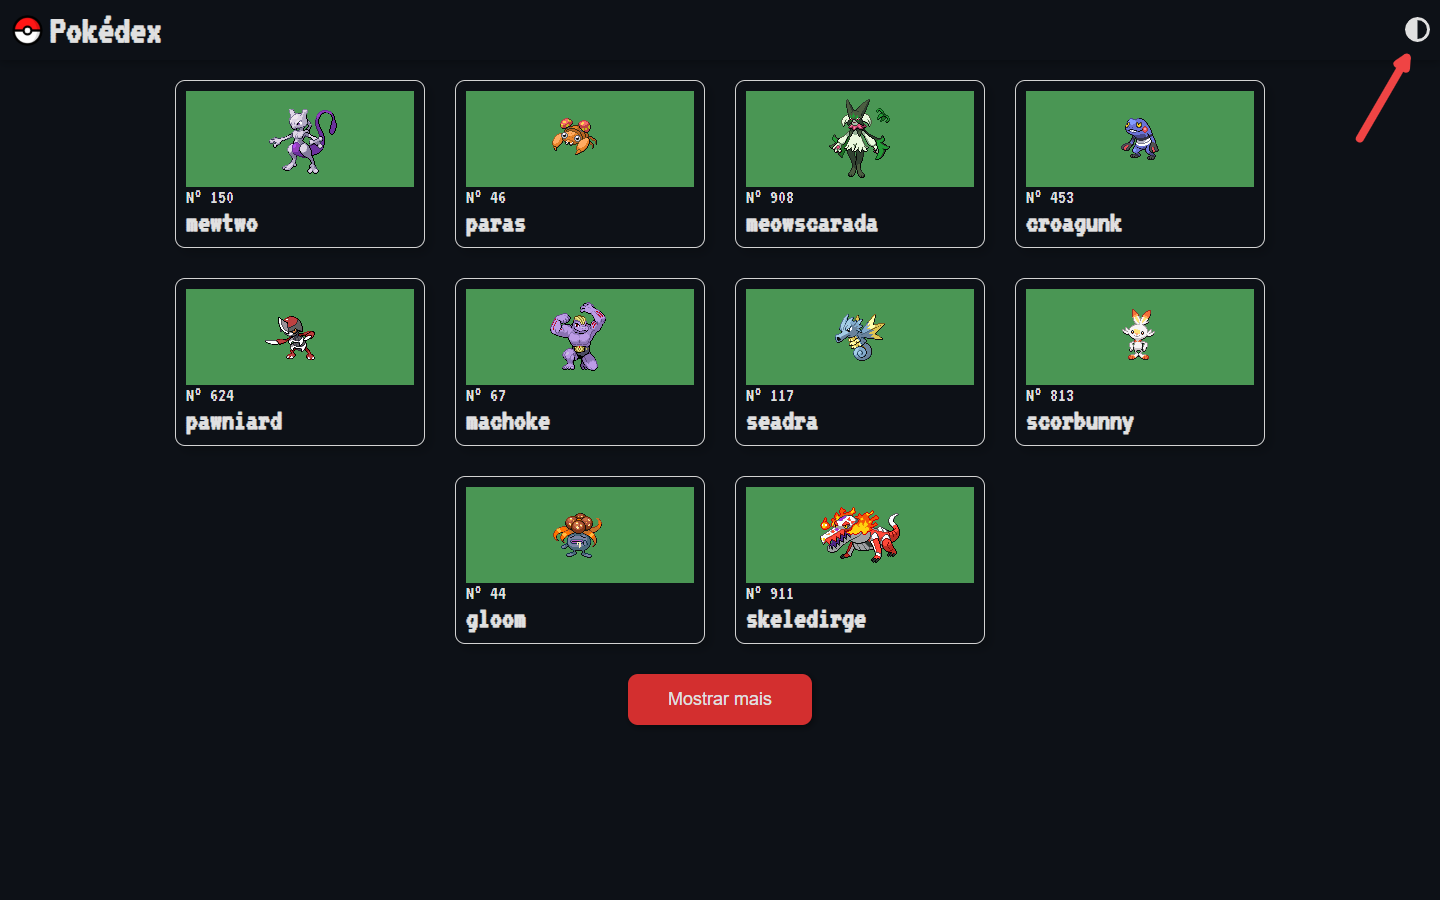 Pokédex
Nº 150
mewtwo
Nº 46
paras
Nº 908
meowscarada
Nº 453
croagunk
Nº 624
pawniard
Nº 67
machoke
Nº 117
seadra
Nº 813
scorbunny
Nº 44
gloom
Nº 911
skeledirge
Mostrar mais